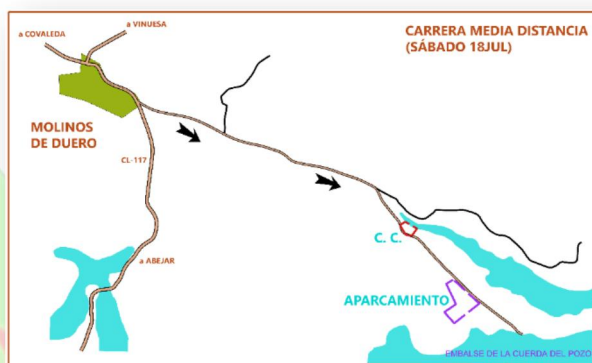 a VINUESA
a COVALEDA
CARRERA MEDIA DISTANCIA
(SÁBADO 18JUL)
MOLINOS
DE DUERO
CL-117
C. C.
a ABEJAR
APARCAMIENTO
EMBALSE DE LA CUERDA DEL POZO